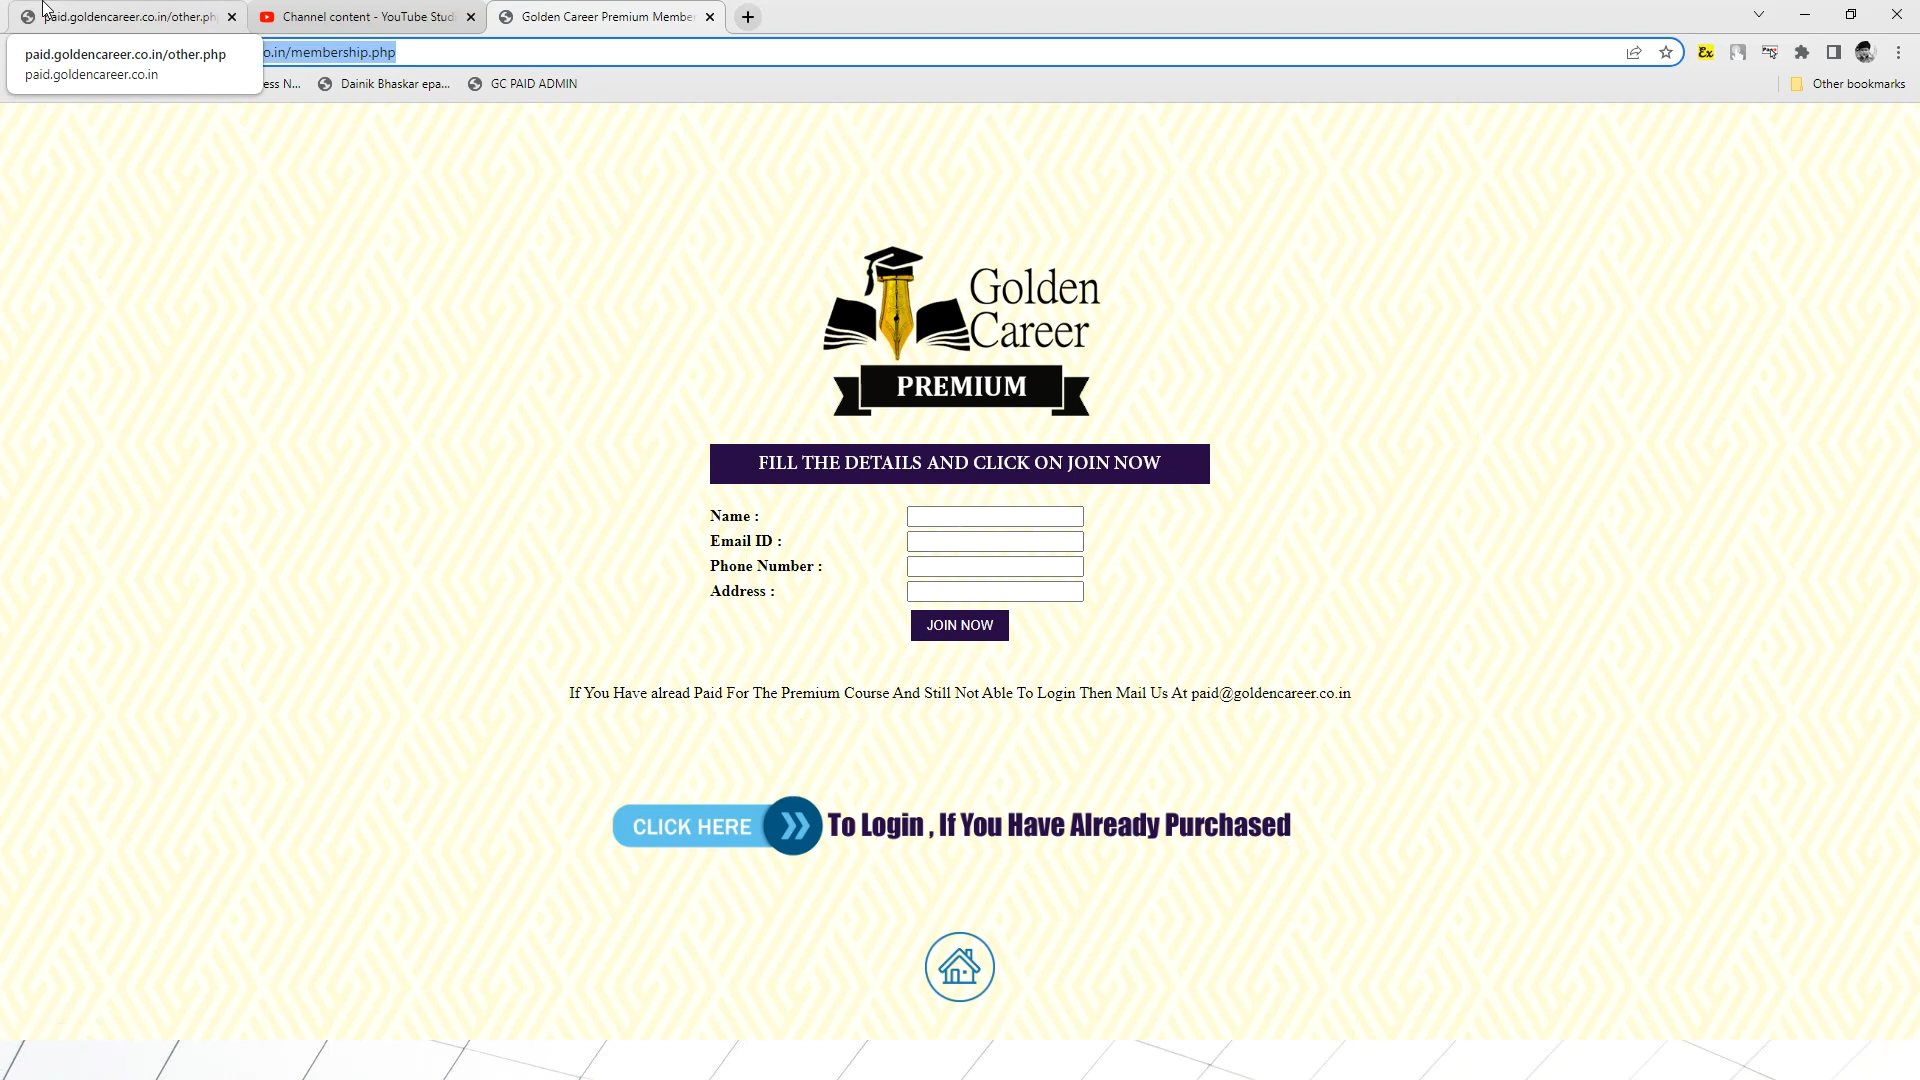 paid.goldencareer.co.in/other.ph
Channel content - YouTube Studi
Golden Career Premium Member
paid.goldencareer.co.in/other.php
paid.goldencareer.co.in
o.in/membership.php
ess N...
Dainik Bhaskar epa...
GC PAID ADMIN
Other bookmarks
Ex
Golden
Career
PREMIUM
FILL THE DETAILS AND CLICK ON JOIN NOW
Name :
Email ID :
Phone Number :
Address :
JOIN NOW
If You Have alread Paid For The Premium Course And Still Not Able To Login Then Mail Us At paid@goldencareer.co.in
CLICK HERE To Login , If You Have Already Purchased